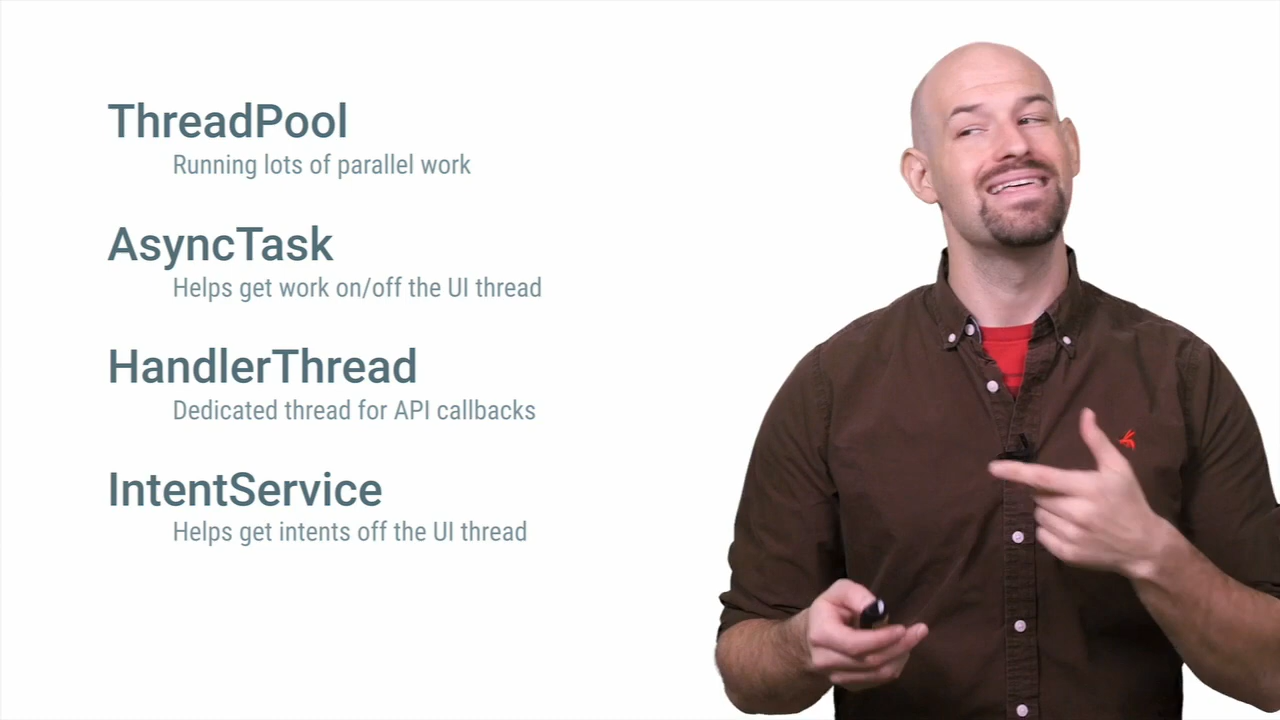 ThreadPool
Running lots of parallel work
AsyncTask
Helps get work on/off the UI thread
HandlerThread
Dedicated thread for API callbacks
IntentService
Helps get intents off the UI thread